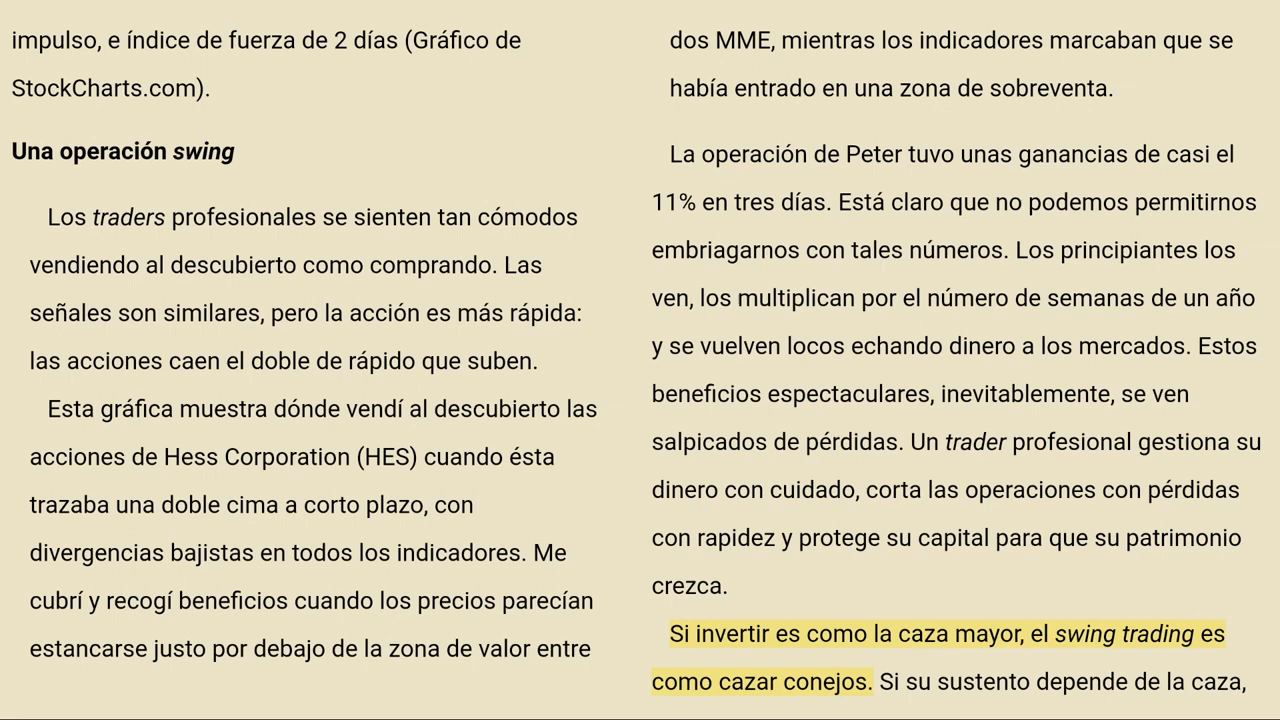 impulso, e índice de fuerza de 2 días (Gráfico de
StockCharts.com).
Una operación swing
Los traders profesionales se sienten tan cómodos
vendiendo al descubierto como comprando. Las
señales son similares, pero la acción es más rápida:
las acciones caen el doble de rápido que suben.
Esta gráfica muestra dónde vendí al descubierto las
acciones de Hess Corporation (HES) cuando ésta
trazaba una doble cima a corto plazo, con
divergencias bajistas en todos los indicadores. Me
cubrí y recogí beneficios cuando los precios parecían
estancarse justo por debajo de la zona de valor entre
dos MME, mientras los indicadores marcaban que se
había entrado en una zona de sobreventa.
La operación de Peter tuvo unas ganancias de casi el
11% en tres días. Está claro que no podemos permitirnos
embriagarnos con tales números. Los principiantes los
ven, los multiplican por el número de semanas de un año
y se vuelven locos echando dinero a los mercados. Estos
beneficios espectaculares, inevitablemente, se ven
salpicados de pérdidas. Un trader profesional gestiona su
dinero con cuidado, corta las operaciones con pérdidas
con rapidez y protege su capital para que su patrimonio
crezca.
Si invertir es como la caza mayor, el swing trading es
como cazar conejos. Si su sustento depende de la caza,